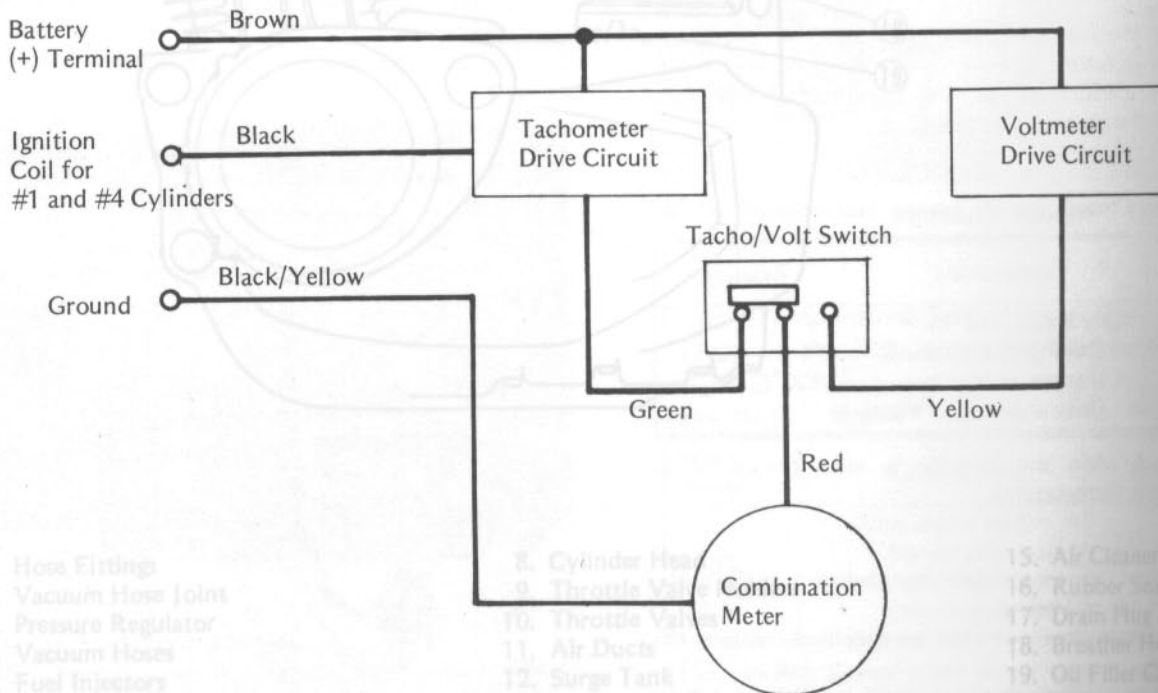 Battery
(+) Terminal
Brown
Ignition
Coil for
#1 and #4 Cylinders
Black
Tachometer
Drive Circuit
Voltmeter
Drive Circuit
Tacho/Volt Switch
Ground
Black/Yellow
Green
Yellow
Red
Combination
Meter
Hose Fittings
Vacuum Hose Joint
Pressure Regulator
Vacuum Hoses
Fuel Injectors
8. Cylinder Head
9. Throttle Valve
10. Throttle Valves
11. Air Ducts
12. Surge Tank
15. Air Cleaner
16. Rubber
17. Drain
18. Breather
19. Oil Filler
18
19